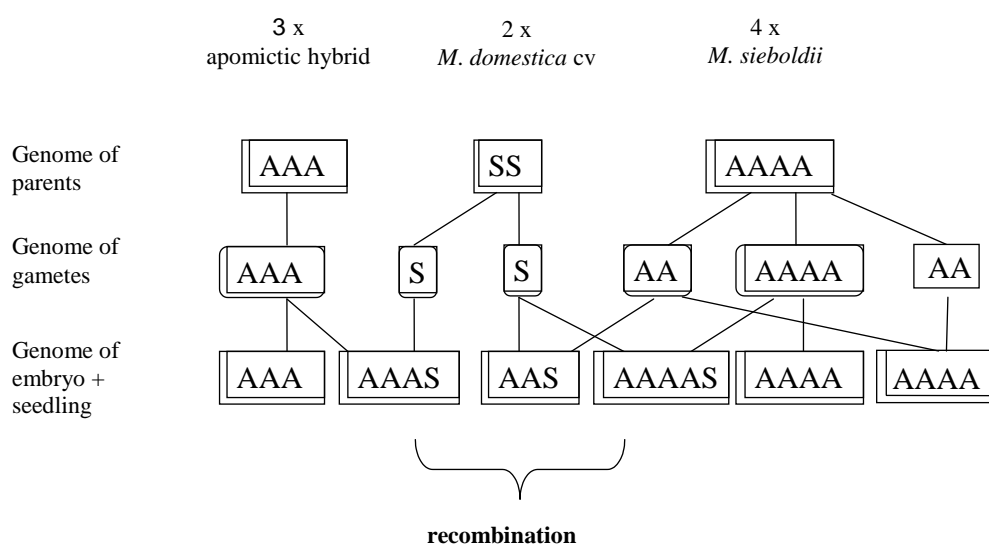 3 x
apomictic hybrid
2 x
M. domestica cv
4 x
M. sieboldii
Genome of
parents
AAA
SS
AAAA
Genome of
gametes
AAA
S
S
AA
AAAA
AA
Genome of
embryo +
seedling
AAA
AAAS
AAS
AAAAS
AAAA
AAAA
recombination